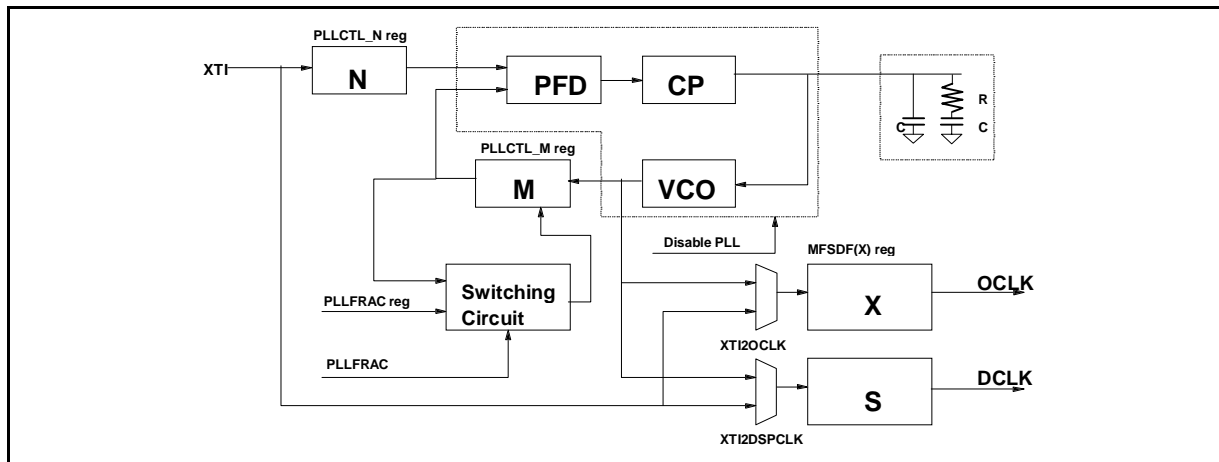 PLLCTL_N reg
XTI
N
PFD
CP
R
C
C
PLLCTL_M reg
M
VCO
Disable PLL
MFSDF(X) reg
Switching
Circuit
PLLFRAC reg
X
OCLK
XTI2OCLK
PLLFRAC
S
DCLK
XTI2DSPCLK